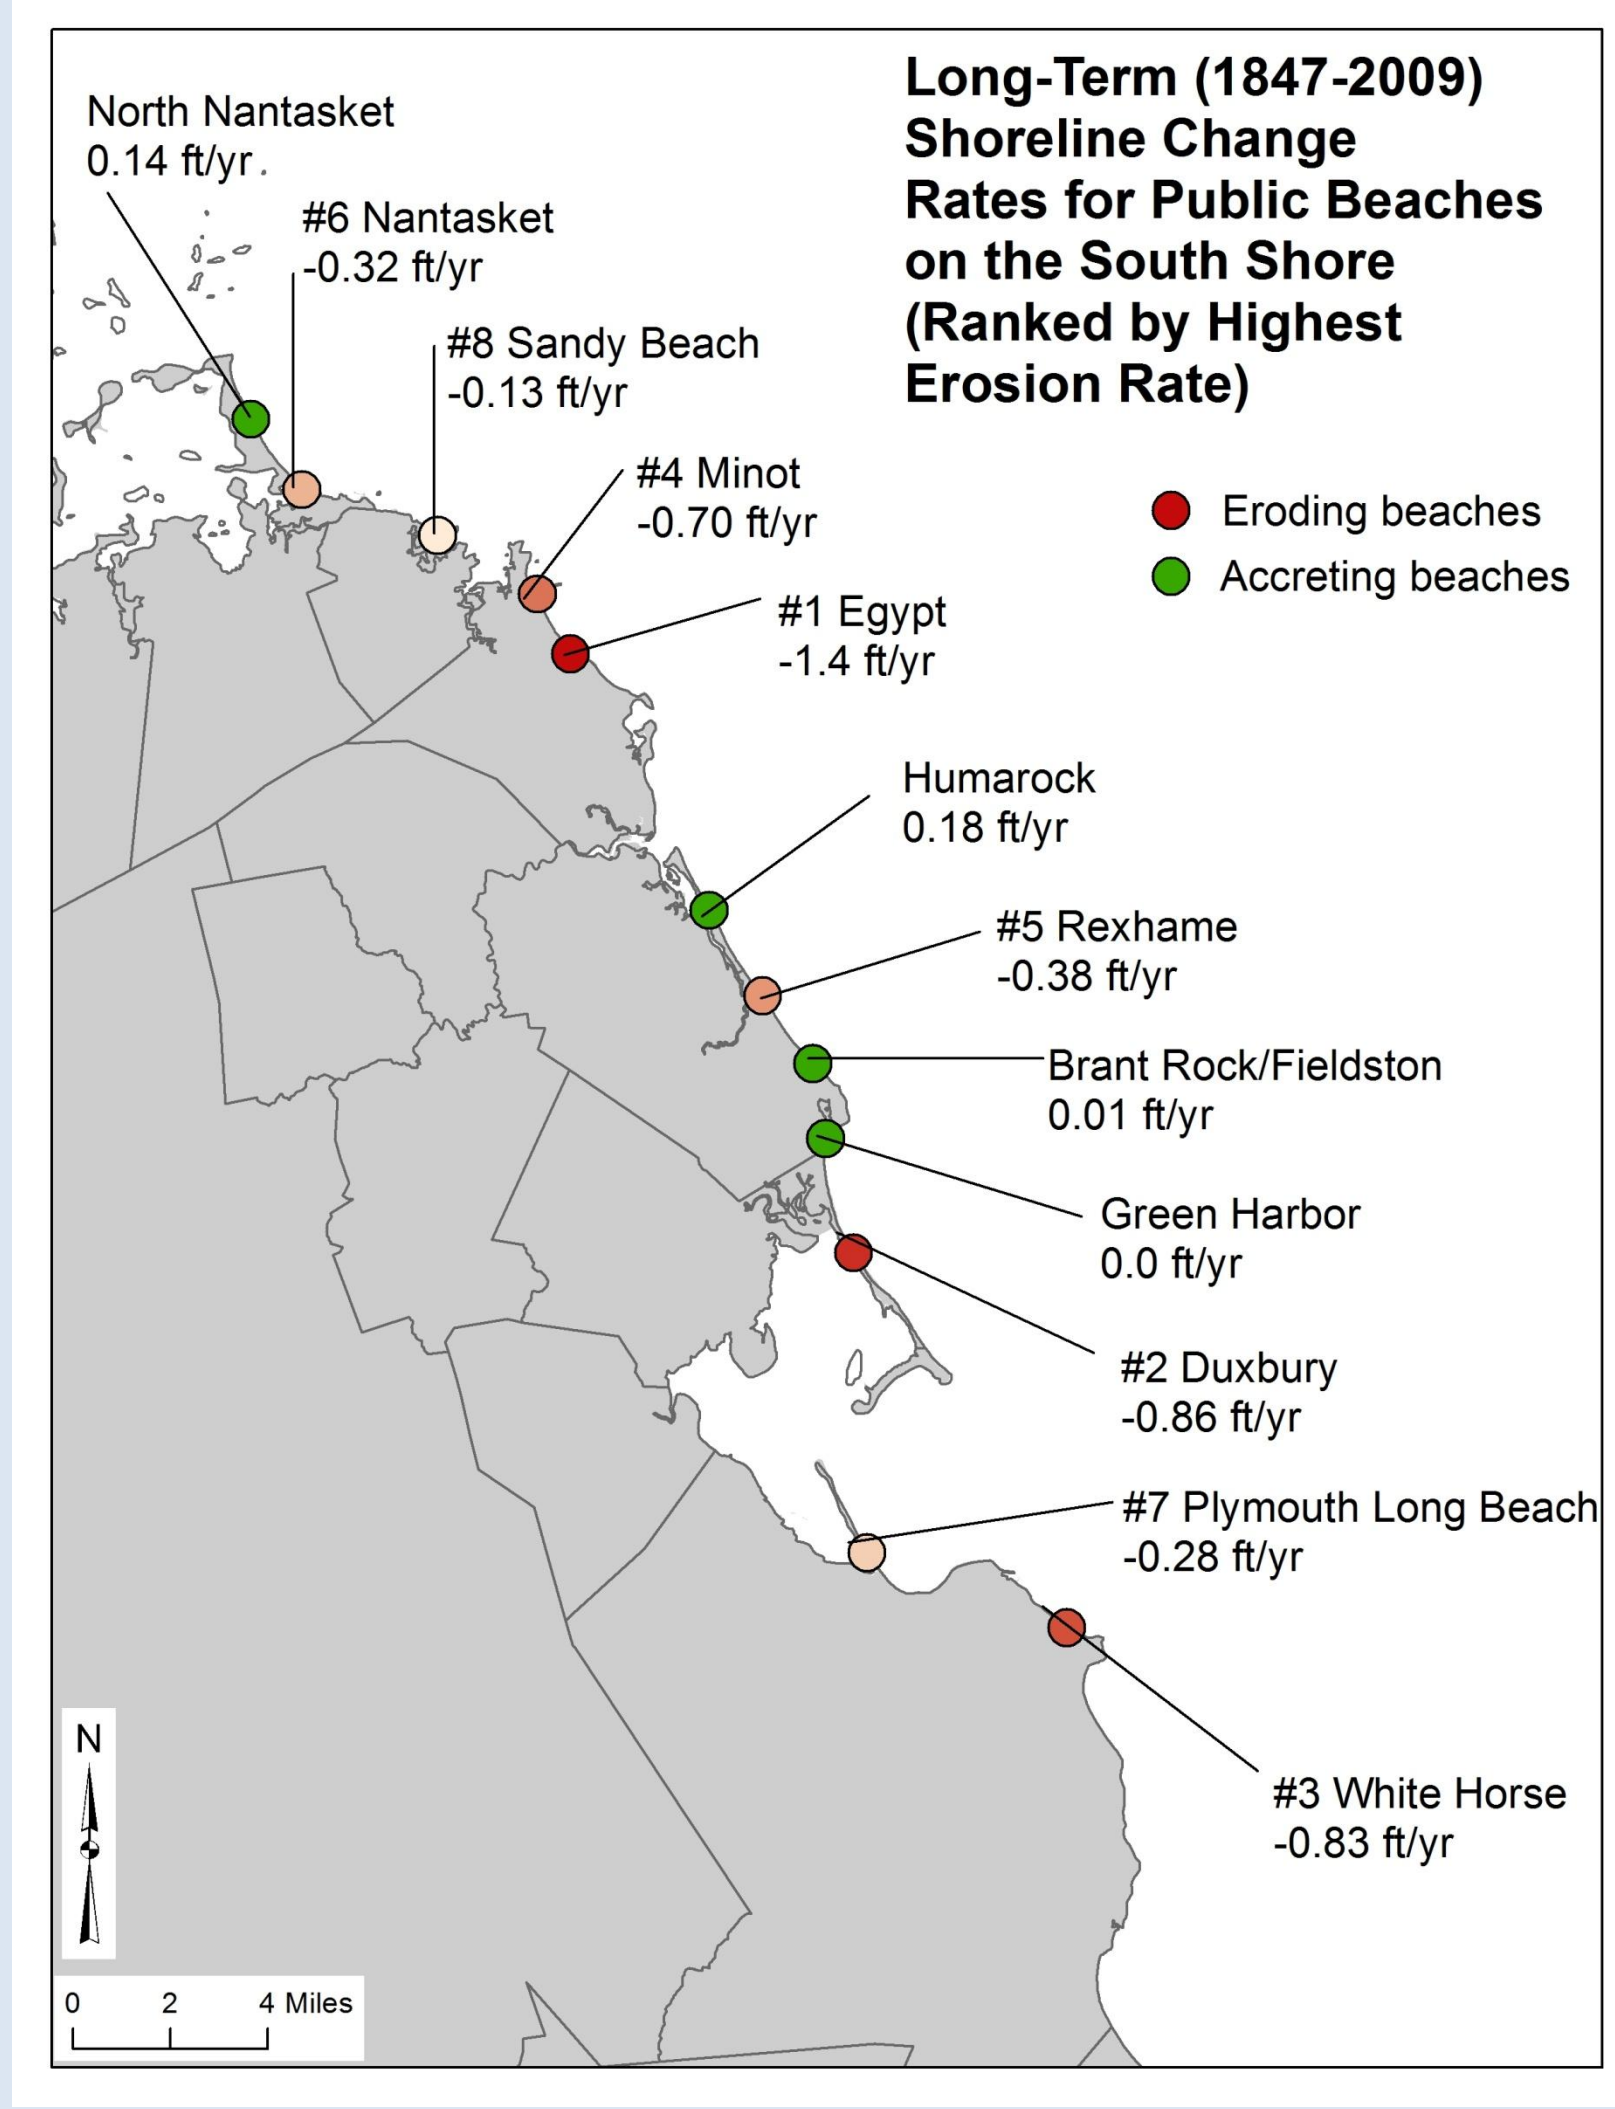 Long-Term (1847-2009)
Shoreline Change
Rates for Public Beaches
on the South Shore
(Ranked by Highest
Erosion Rate)
North Nantasket
0.14 ft/yr
#6 Nantasket
-0.32 ft/yr
#8 Sandy Beach
-0.13 ft/yr
#4 Minot
-0.70 ft/yr
Eroding beaches
Accreting beaches
#1 Egypt
-1.4 ft/yr
Humarock
0.18 ft/yr
#5 Rexhame
-0.38 ft/yr
Brant Rock/Fieldston
0.01 ft/yr
Green Harbor
0.0 ft/yr
#2 Duxbury
-0.86 ft/yr
#7 Plymouth Long Beach
-0.28 ft/yr
#3 White Horse
-0.83 ft/yr
N
0 2 4 Miles